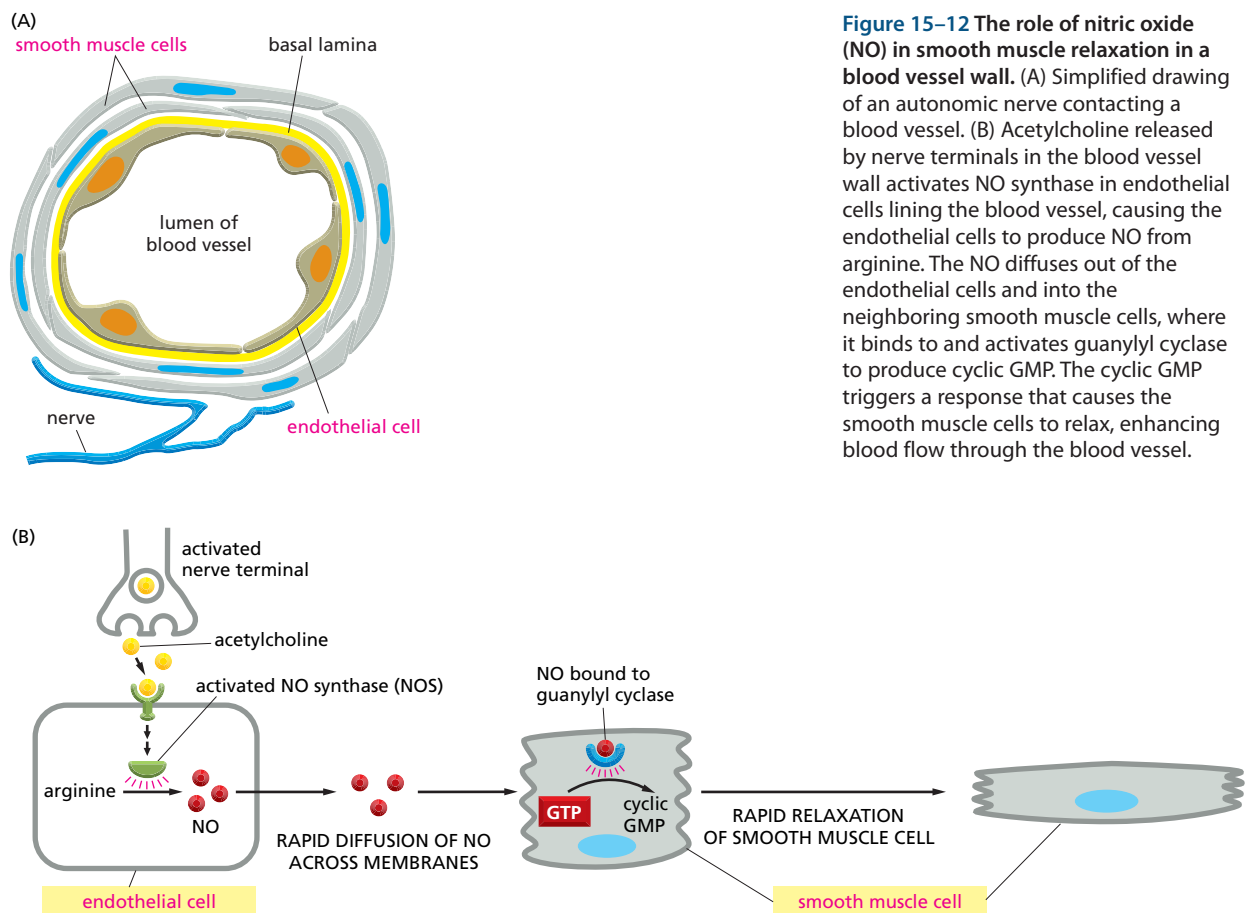 (A)
smooth muscle cells
basal lamina
lumen of
blood vessel
nerve
endothelial cell
Figure 15–12 The role of nitric oxide
(NO) in smooth muscle relaxation in a
blood vessel wall. (A) Simplified drawing
of an autonomic nerve contacting a
blood vessel. (B) Acetylcholine released
by nerve terminals in the blood vessel
wall activates NO synthase in endothelial
cells lining the blood vessel, causing the
endothelial cells to produce NO from
arginine. The NO diffuses out of the
endothelial cells and into the
neighboring smooth muscle cells, where
it binds to and activates guanylyl cyclase
to produce cyclic GMP. The cyclic GMP
triggers a response that causes the
smooth muscle cells to relax, enhancing
blood flow through the blood vessel.
(B)
activated
nerve terminal
acetylcholine
activated NO synthase (NOS)
arginine
NO
endothelial cell
RAPID DIFFUSION OF NO
ACROSS MEMBRANES
NO bound to
guanylyl cyclase
GTP
cyclic
GMP
RAPID RELAXATION
OF SMOOTH MUSCLE CELL
smooth muscle cell